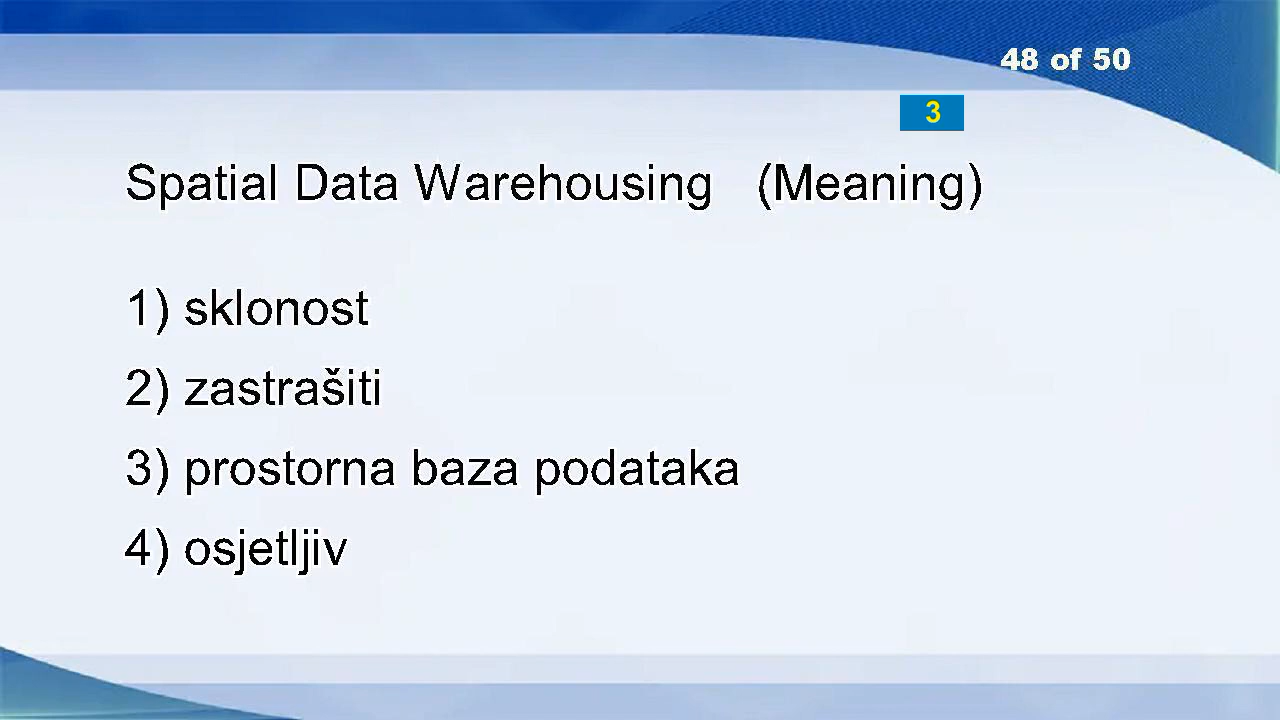 48 of 50
3
Spatial Data Warehousing (Meaning)
1) sklonost
2) zastrašiti
3) prostorna baza podataka
4) osjetljiv